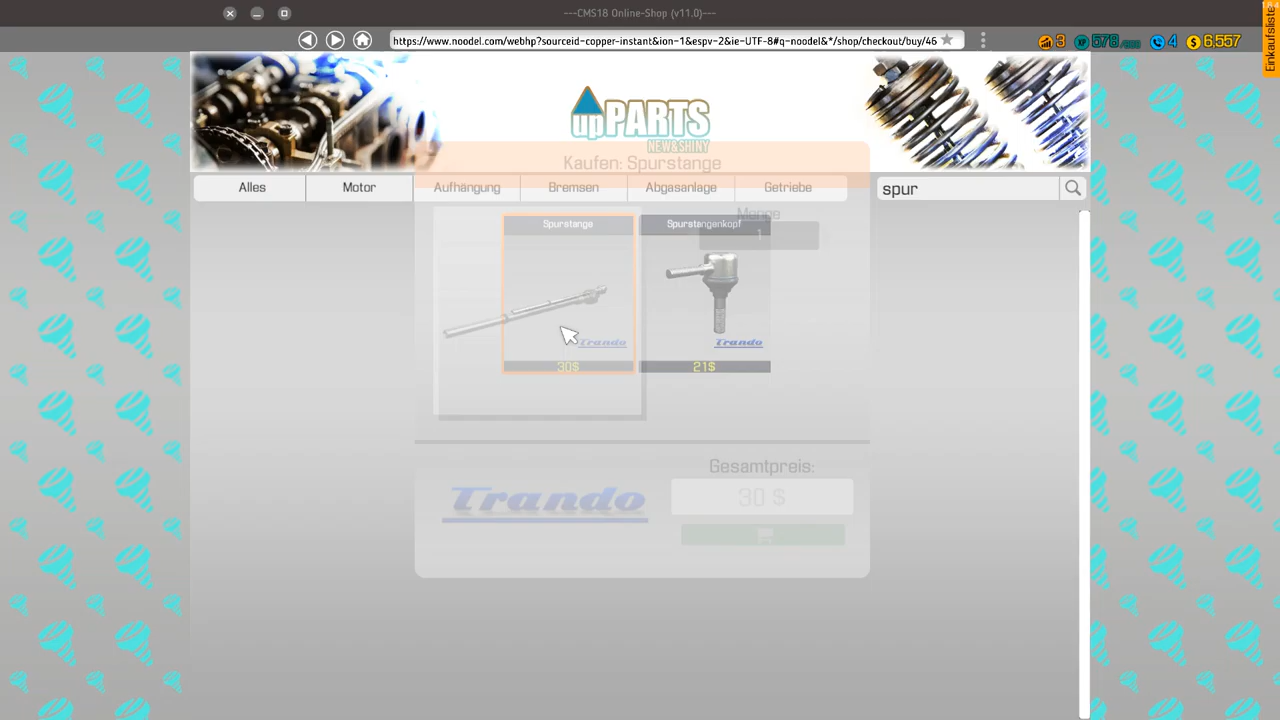 ---CMS18 Online-Shop (v11.0)---
https://www.noodel.com/webhp?sourceid-copper-instant&ion-1&espv-2&ie-UTF-8#q-noodel&*/shop/checkout/buy/46
3
4
6.557
Einkaufsliste
upPARTS
NEW&SHINY
Kaufen: Spurstange
Alles
Motor
Aufhängung
Bremsen
Abgasanlage
Getriebe
spur
Menge
1
Spurstange
Spurstangenkopf
Trando
Trando
30$
21$
Gesamtpreis:
Trando
30 $